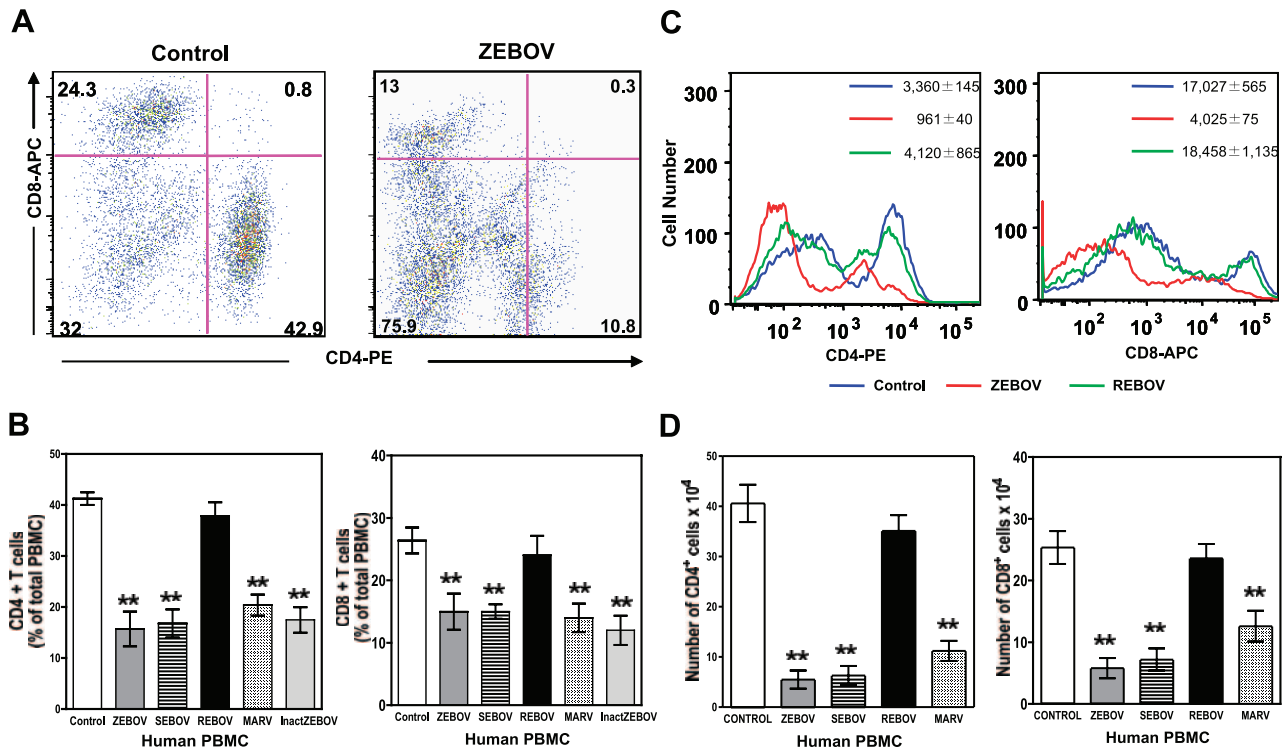 A
Control
ZEBOV
24.3
0.8
32
42.9
13
0.3
75.9
10.8
CD8-APC
CD4-PE
C
Cell Number
300
200
100
0
3,360±145
961±40
4,120±865
10² 10³ 10⁴ 10⁵
CD4-PE
300
200
100
0
17,027±565
4,025±75
18,458±1,135
10² 10³ 10⁴ 10⁵
CD8-APC
Control ZEBOV REBOV
B
CD4 + T cells
(% of total PBMC)
50
40
30
20
10
0
** ** ** **
Control ZEBOV SEBOV REBOV MARV InactZEBOV
Human PBMC
CD8 + T cells
(% of total PBMC)
40
30
20
10
0
** ** ** **
Control ZEBOV SEBOV REBOV MARV InactZEBOV
Human PBMC
D
Number of CD4⁺ cells x 10⁴
50
40
30
20
10
0
** ** **
CONTROL ZEBOV SEBOV REBOV MARV
Human PBMC
Number of CD8⁺ cells x 10⁴
40
30
20
10
0
** ** **
CONTROL ZEBOV SEBOV REBOV MARV
Human PBMC